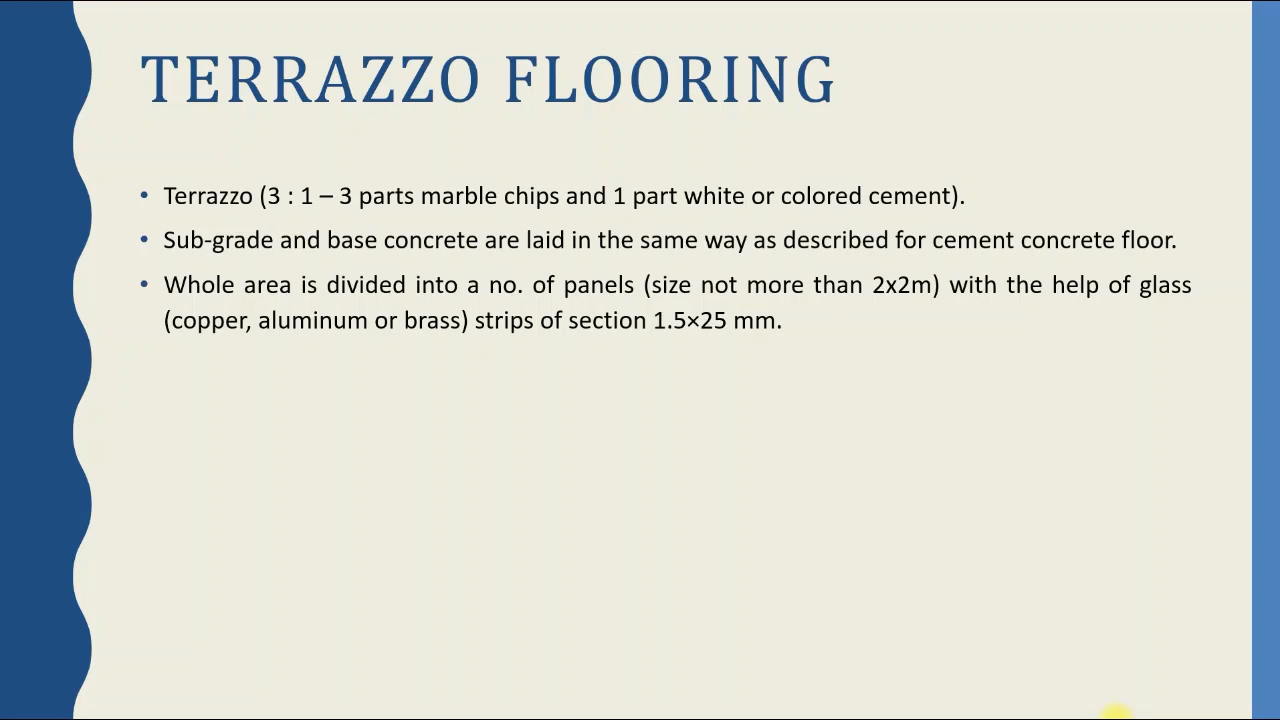 TERRAZZO FLOORING
• Terrazzo (3 : 1 – 3 parts marble chips and 1 part white or colored cement).
• Sub-grade and base concrete are laid in the same way as described for cement concrete floor.
• Whole area is divided into a no. of panels (size not more than 2x2m) with the help of glass
(copper, aluminum or brass) strips of section 1.5×25 mm.